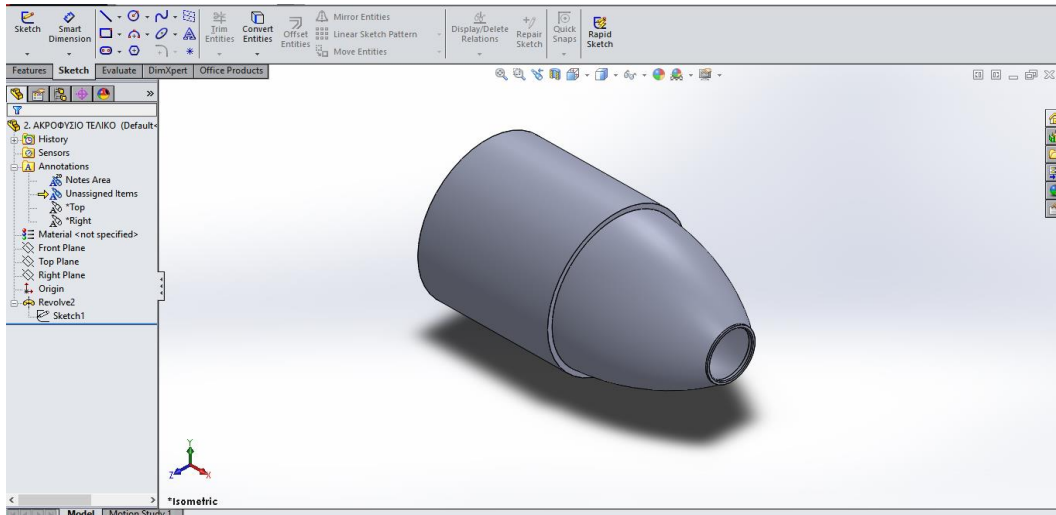 Sketch
Smart Dimension
Trim Entities
Convert Entities
Offset Entities
Mirror Entities
Linear Sketch Pattern
Move Entities
Display/Delete Relations
Repair Sketch
Quick Snaps
Rapid Sketch
Features Sketch Evaluate DimXpert Office Products
2. ΑΚΡΟΦΥΣΙΟ ΤΕΛΙΚΟ (Default<
History
Sensors
Annotations
Notes Area
Unassigned Items
*Top
*Right
Material <not specified>
Front Plane
Top Plane
Right Plane
Origin
Revolve2
Sketch1
Y
Z X
*Isometric
Model Motion Study 1